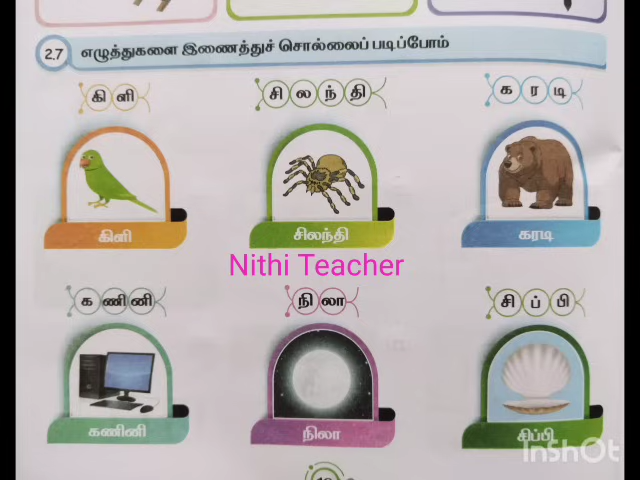 2.7 எழுத்துகளை இணைத்துச் சொல்லைப் படிப்போம்
கி ளி
சி ல ந் தி
க ர டி
கிளி
சிலந்தி
கரடி
Nithi Teacher
க ணி னி
நி லா
சி ப் பி
கணினி
நிலா
சிப்பி
InShOt